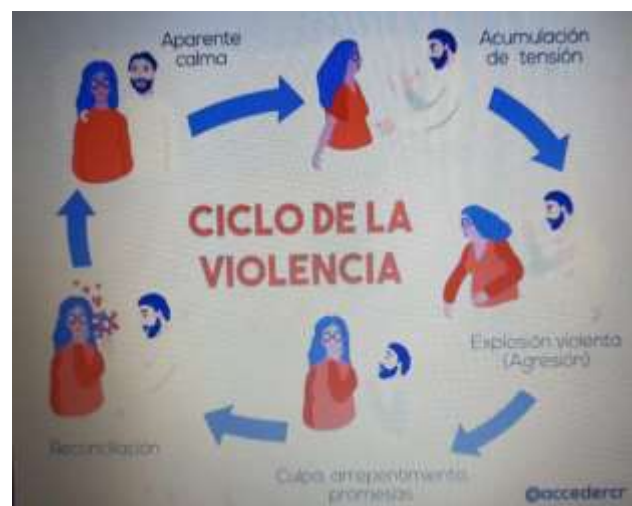 Aparente
calma
Acumulación
de tensión
CICLO DE LA
VIOLENCIA
Explosión violenta
(Agresión)
Culpa, arrepentimiento,
promesas
Reconciliación
@accedercr